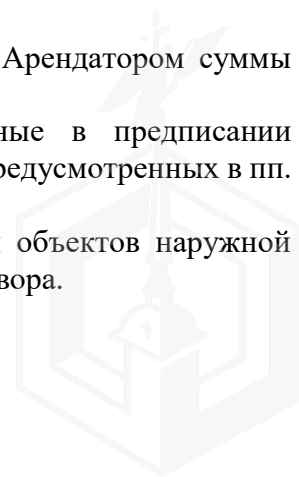 Арендатором суммы
ные в предписании
редусмотренных в пп.
объектов наружной
вора.